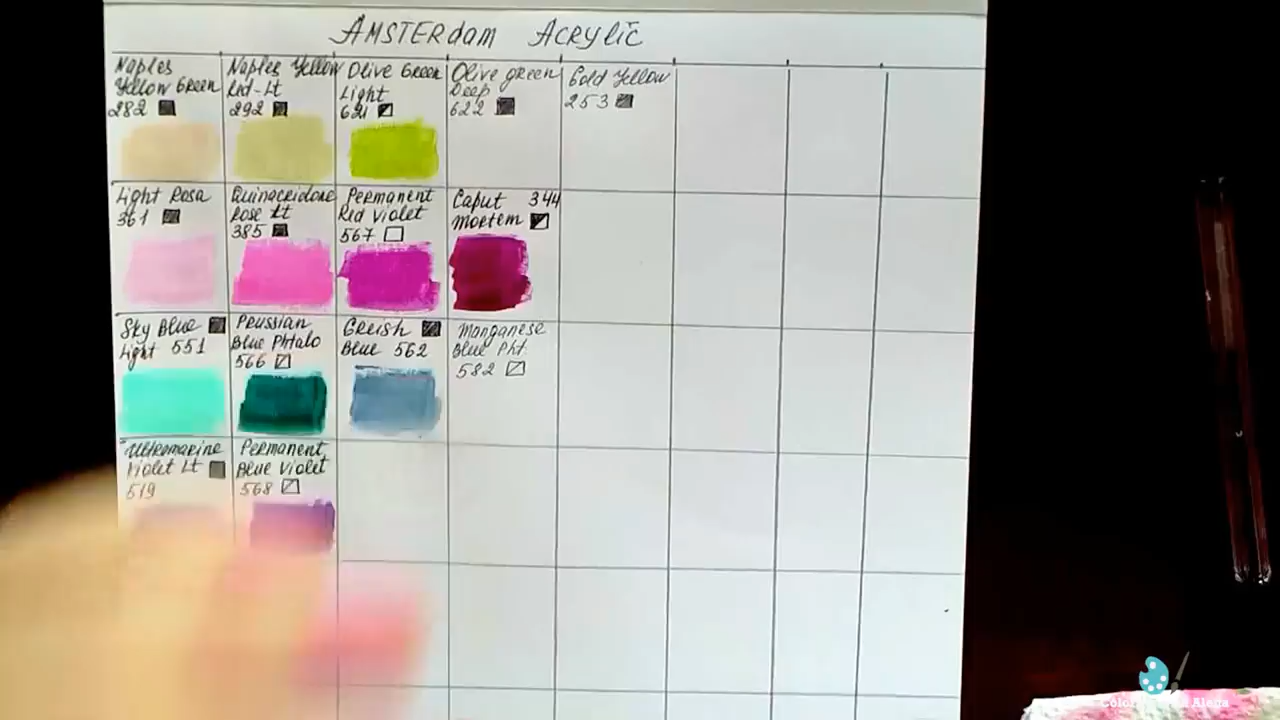 AMSTERdam Acrylic
Naples
Yellow Green
282
Naples Yellow
Red-Lt
292
Olive Green
Light
621
Olive green
Deep
622
Gold Yellow
253
Light Rosa
361
Quinacridone
Rose Lt
385
Permanent
Red Violet
567
Caput 344
Mortem
Sky Blue
Light 551
Prussian
Blue Phtalo
566
Greish
Blue 562
Manganese
Blue Pht.
582
Ultramarine
Violet Lt
519
Permanent
Blue Violet
568
Alena